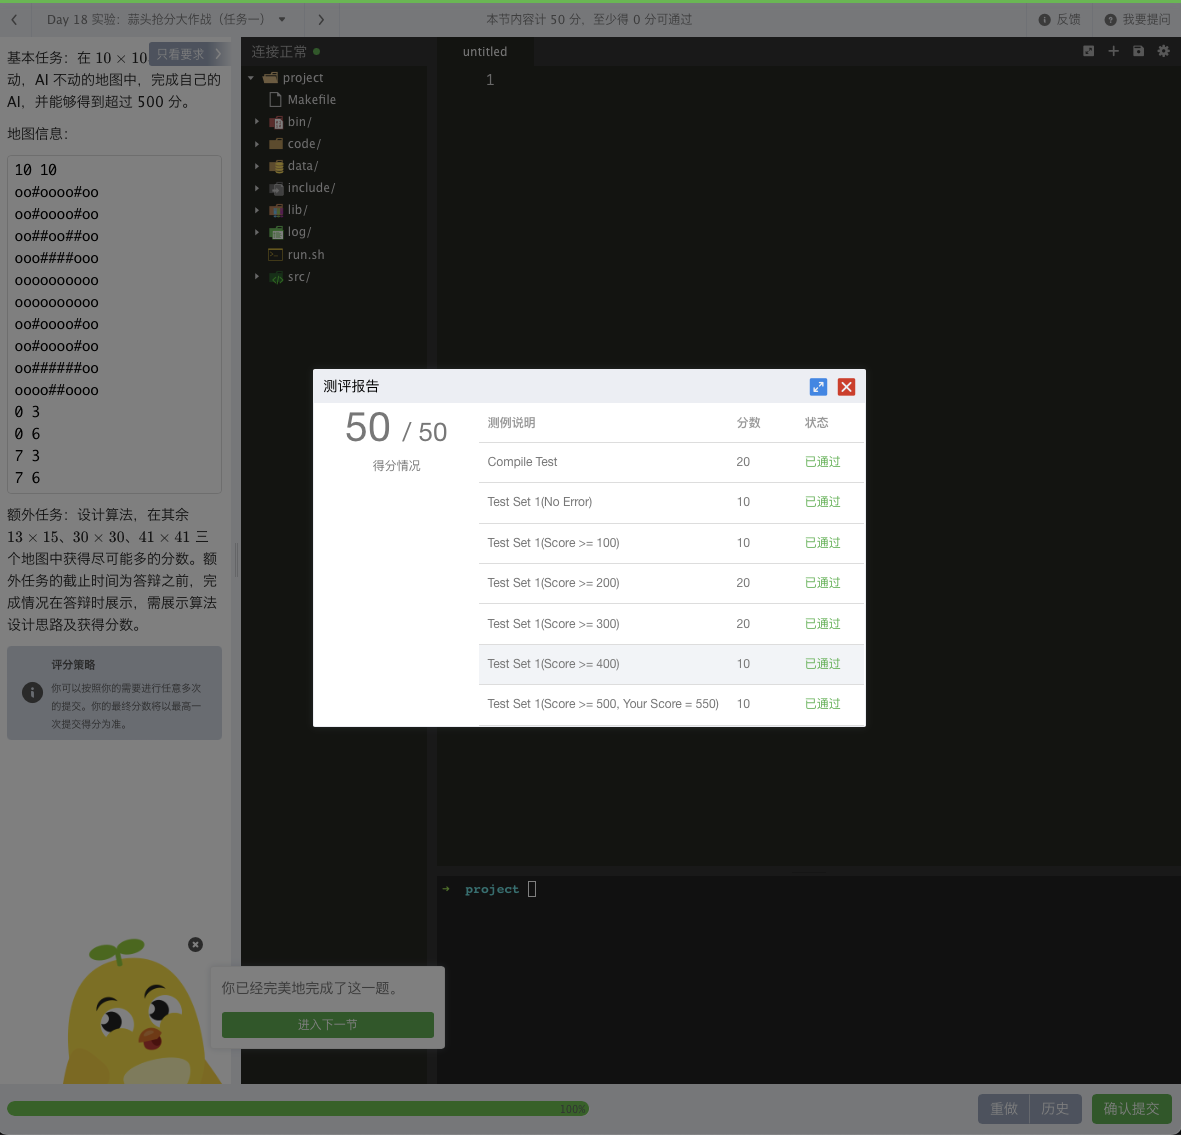 Day 18 实验：蒜头抢分大作战（任务一）
本节内容计 50 分，至少得 0 分可通过
反馈
我要提问
基本任务：在 10 × 10
只看要求
动，AI 不动的地图中，完成自己的
AI，并能够得到超过 500 分。
地图信息：
10 10
oo#oooo#oo
oo#oooo#oo
oo##oo##oo
ooo####ooo
oooooooooo
oooooooooo
oo#oooo#oo
oo#oooo#oo
oo######oo
oooo##oooo
0 3
0 6
7 3
7 6
额外任务：设计算法，在其余
13 × 15、30 × 30、41 × 41 三
个地图中获得尽可能多的分数。额
外任务的截止时间为答辩之前，完
成情况在答辩时展示，需展示算法
设计思路及获得分数。
评分策略
你可以按照你的需要进行任意多次
的提交。你的最终分数将以最高一
次提交得分为准。
连接正常
project
Makefile
bin/
code/
data/
include/
lib/
log/
run.sh
src/
untitled
1
测评报告
50 / 50
得分情况
测例说明 分数 状态
Compile Test 20 已通过
Test Set 1(No Error) 10 已通过
Test Set 1(Score >= 100) 10 已通过
Test Set 1(Score >= 200) 20 已通过
Test Set 1(Score >= 300) 20 已通过
Test Set 1(Score >= 400) 10 已通过
Test Set 1(Score >= 500, Your Score = 550) 10 已通过
➜ project
你已经完美地完成了这一题。
进入下一节
100%
重做
历史
确认提交